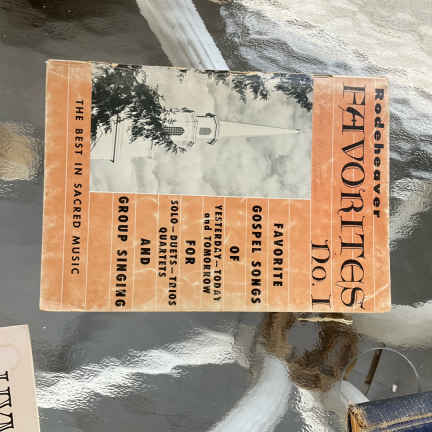 Rodeheaver
FAVORITES
No. 1
FAVORITE
GOSPEL SONGS
OF
YESTERDAY—TODAY
and TOMORROW
FOR
SOLO—DUETS—TRIOS
QUARTETS
AND
GROUP SINGING
THE BEST IN SACRED MUSIC